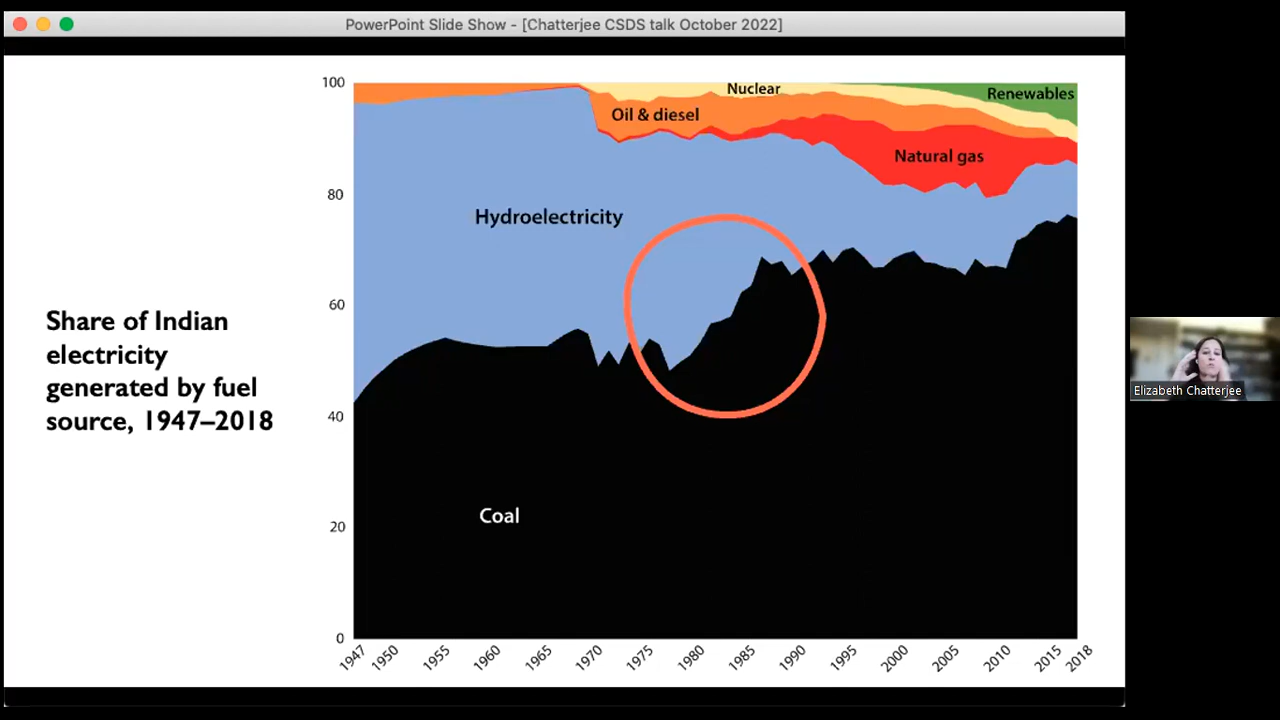 PowerPoint Slide Show - [Chatterjee CSDS talk October 2022]
Share of Indian
electricity
generated by fuel
source, 1947–2018
100
80
60
40
20
0
Nuclear
Renewables
Oil & diesel
Natural gas
Hydroelectricity
Coal
1947 1950 1955 1960 1965 1970 1975 1980 1985 1990 1995 2000 2005 2010 2015 2018
Elizabeth Chatterjee